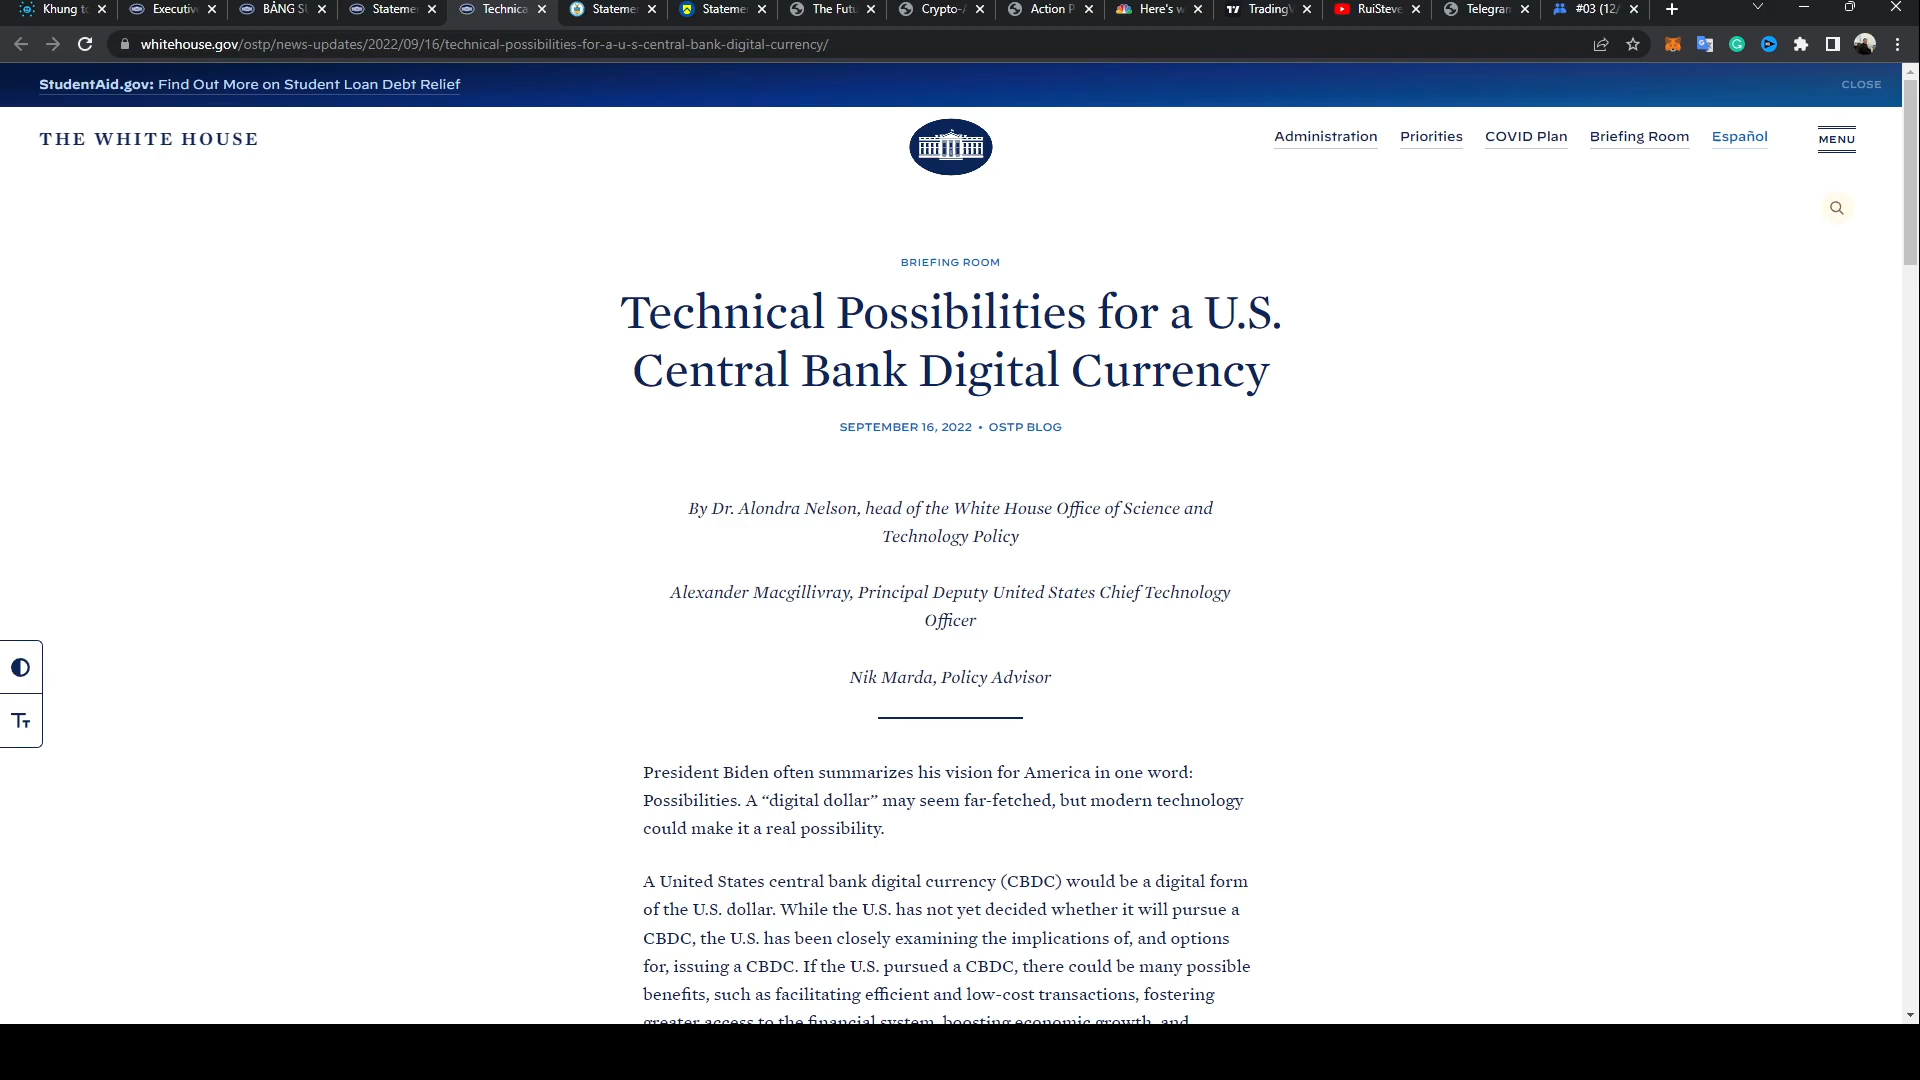 Khung t
Executiv
BẢNG S
Stateme
Technica
Stateme
Stateme
The Fut
Crypto-
Action P
Here's w
Trading
RuiSteve
Telegra
#03 (12/
whitehouse.gov/ostp/news-updates/2022/09/16/technical-possibilities-for-a-u-s-central-bank-digital-currency/
StudentAid.gov: Find Out More on Student Loan Debt Relief
CLOSE
THE WHITE HOUSE
Administration
Priorities
COVID Plan
Briefing Room
Español
MENU
BRIEFING ROOM
Technical Possibilities for a U.S.
Central Bank Digital Currency
SEPTEMBER 16, 2022 • OSTP BLOG
By Dr. Alondra Nelson, head of the White House Office of Science and
Technology Policy
Alexander Macgillivray, Principal Deputy United States Chief Technology
Officer
Nik Marda, Policy Advisor
Tт
President Biden often summarizes his vision for America in one word:
Possibilities. A “digital dollar” may seem far-fetched, but modern technology
could make it a real possibility.
A United States central bank digital currency (CBDC) would be a digital form
of the U.S. dollar. While the U.S. has not yet decided whether it will pursue a
CBDC, the U.S. has been closely examining the implications of, and options
for, issuing a CBDC. If the U.S. pursued a CBDC, there could be many possible
benefits, such as facilitating efficient and low-cost transactions, fostering
greater access to the financial system, boosting economic growth, and